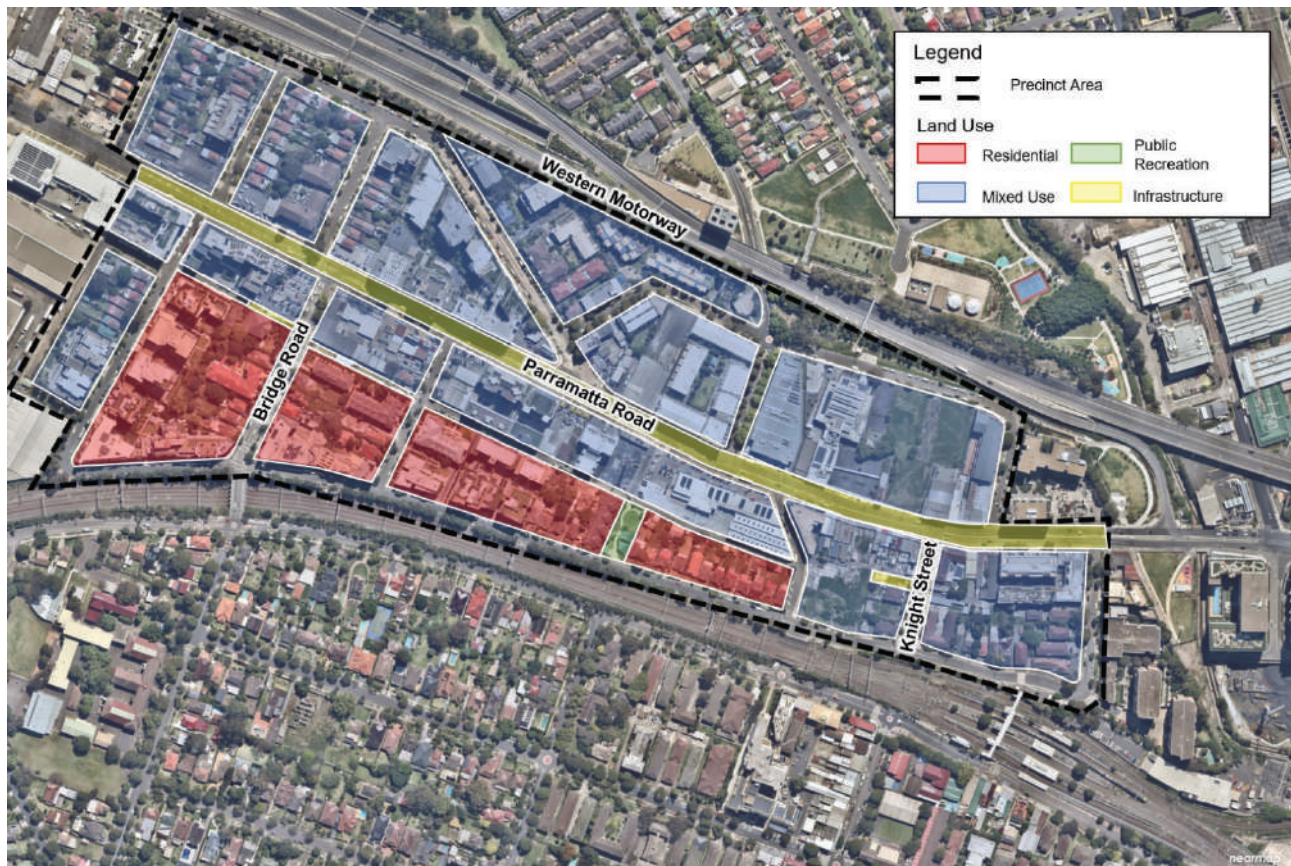 Legend
Precinct Area
Land Use
Residential
Public
Recreation
Mixed Use
Infrastructure
Western Motorway
Bridge Road
Parramatta Road
Knight Street
nearmap